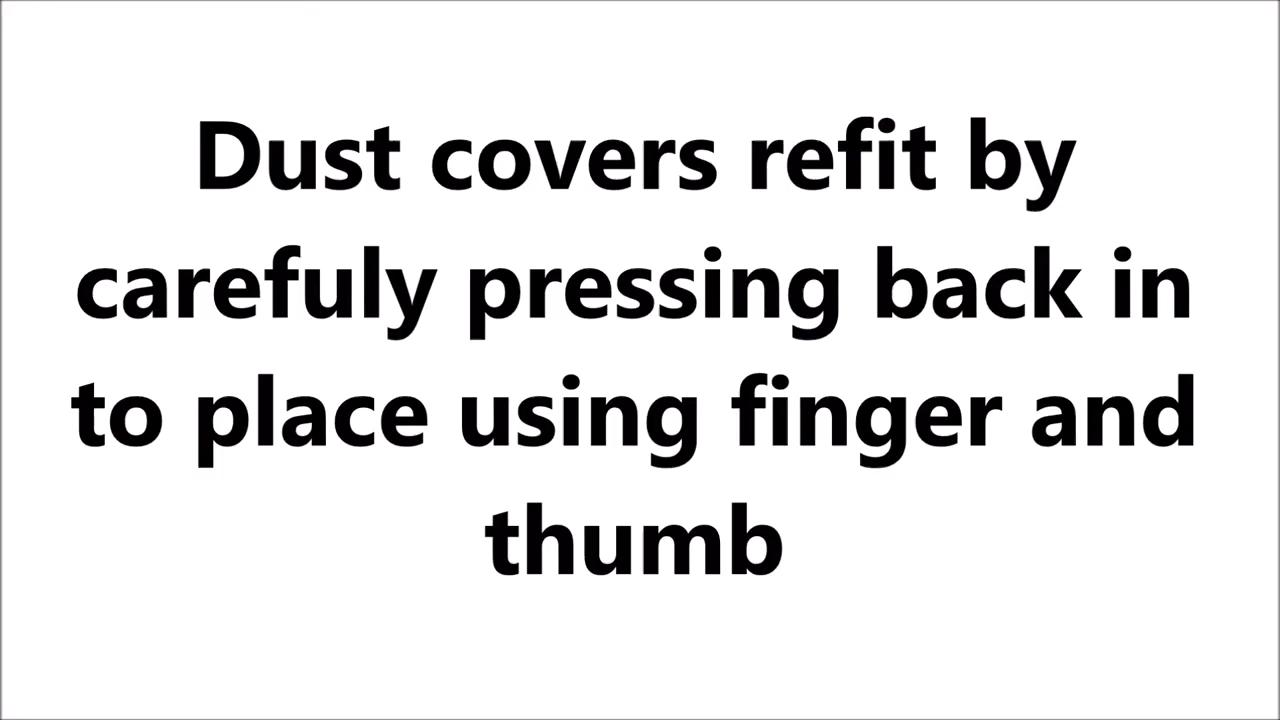 Dust covers refit by
carefuly pressing back in
to place using finger and
thumb